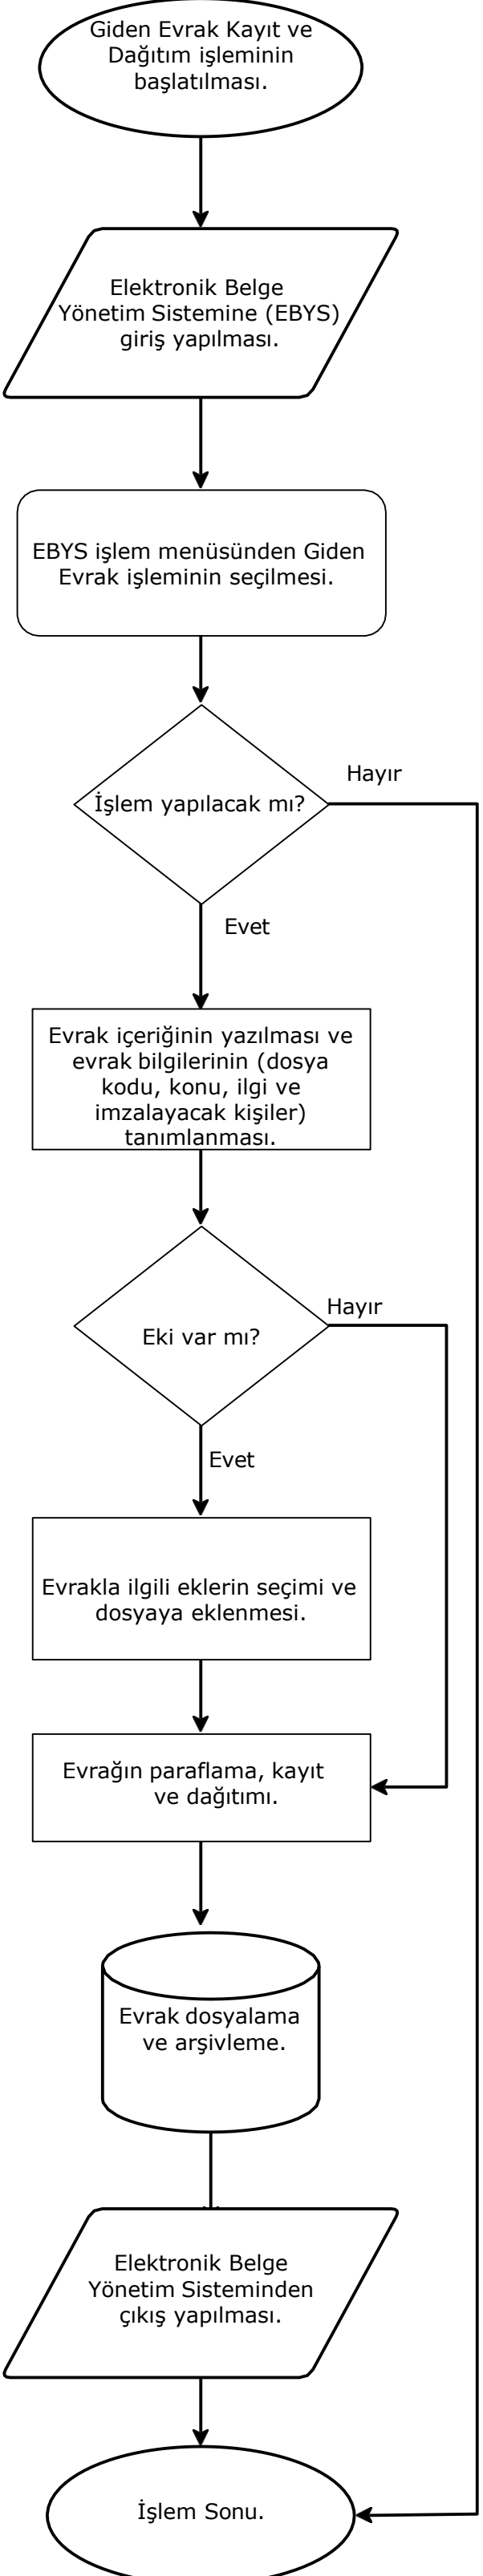 Giden Evrak Kayıt ve
Dağıtım işleminin
başlatılması.
Elektronik Belge
Yönetim Sistemine (EBYS)
giriş yapılması.
EBYS işlem menüsünden Giden
Evrak işleminin seçilmesi.
Hayır
İşlem yapılacak mı?
Evet
Evrak içeriğinin yazılması ve
evrak bilgilerinin (dosya
kodu, konu, ilgi ve
imzalayacak kişiler)
tanımlanması.
Hayır
Eki var mı?
Evet
Evrakla ilgili eklerin seçimi ve
dosyaya eklenmesi.
Evrağın paraflama, kayıt
ve dağıtımı.
Evrak dosyalama
ve arşivleme.
Elektronik Belge
Yönetim Sisteminden
çıkış yapılması.
İşlem Sonu.